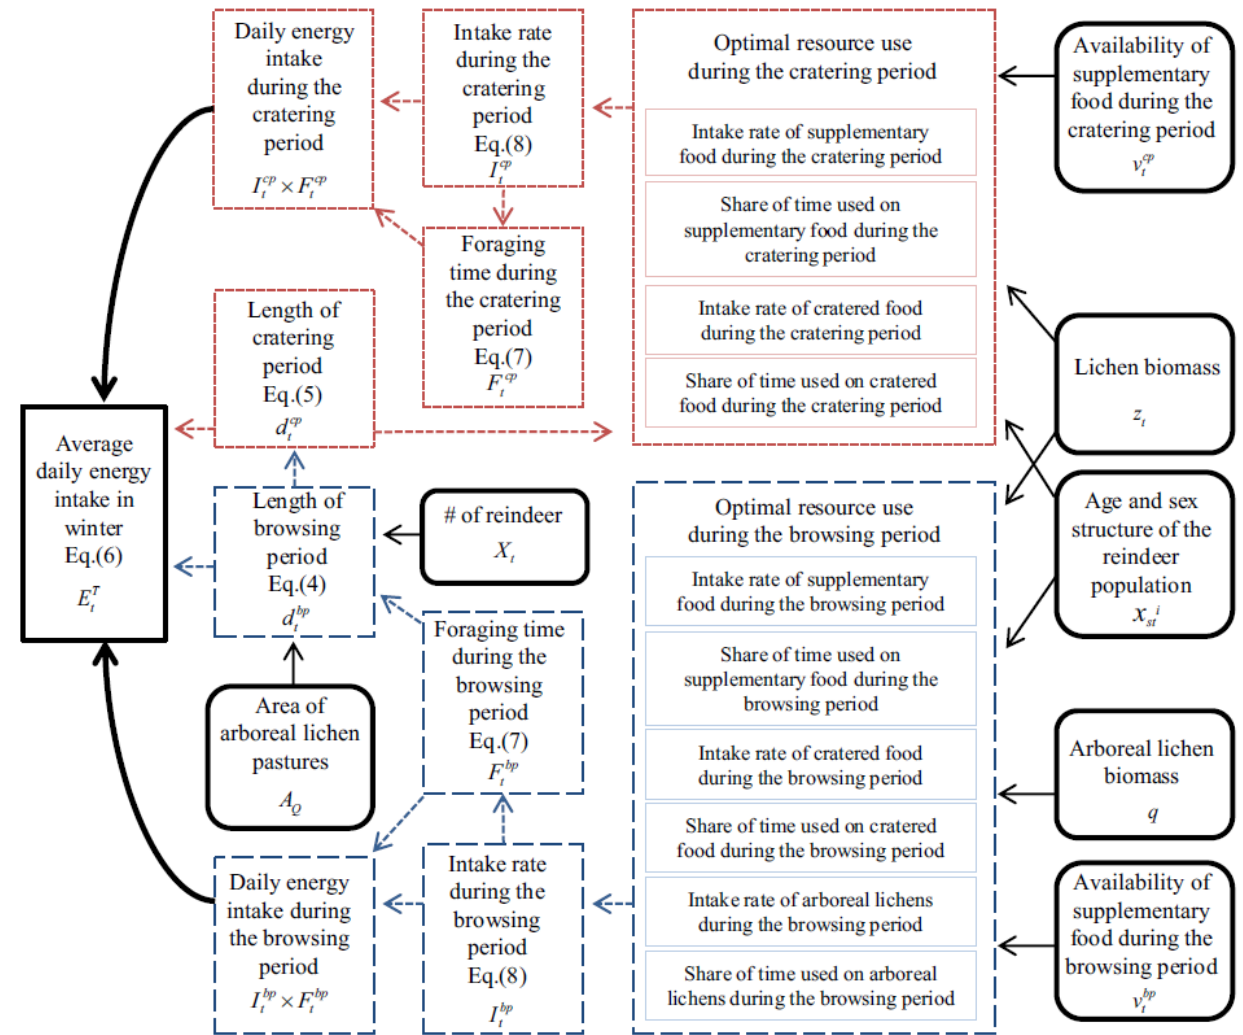 Daily energy
intake
during the
cratering
period
I_t^{cp} × F_t^{cp}
Intake rate
during the
cratering
period
Eq.(8)
I_t^{cp}
Optimal resource use
during the cratering period
Intake rate of supplementary
food during the cratering period
Share of time used on
supplementary food during the
cratering period
Intake rate of cratered food
during the cratering period
Share of time used on cratered
food during the cratering period
Availability of
supplementary
food during the
cratering period
v_t^{cp}
Foraging
time during
the cratering
period
Eq.(7)
F_t^{cp}
Length of
cratering
period
Eq.(5)
d_t^{cp}
Lichen biomass
z_t
Average
daily energy
intake in
winter
Eq.(6)
E_t^T
Length of
browsing
period
Eq.(4)
d_t^{bp}
# of reindeer
X_t
Optimal resource use
during the browsing period
Intake rate of supplementary
food during the browsing period
Share of time used on
supplementary food during the
browsing period
Intake rate of cratered food
during the browsing period
Share of time used on cratered
food during the browsing period
Intake rate of arboreal lichens
during the browsing period
Share of time used on arboreal
lichens during the browsing period
Age and sex
structure of the
reindeer
population
x_{st}^i
Foraging time
during the
browsing
period
Eq.(7)
F_t^{bp}
Area of
arboreal lichen
pastures
A_Q
Arboreal lichen
biomass
q
Daily energy
intake during
the browsing
period
I_t^{bp} × F_t^{bp}
Intake rate
during the
browsing
period
Eq.(8)
I_t^{bp}
Availability of
supplementary
food during the
browsing period
v_t^{bp}